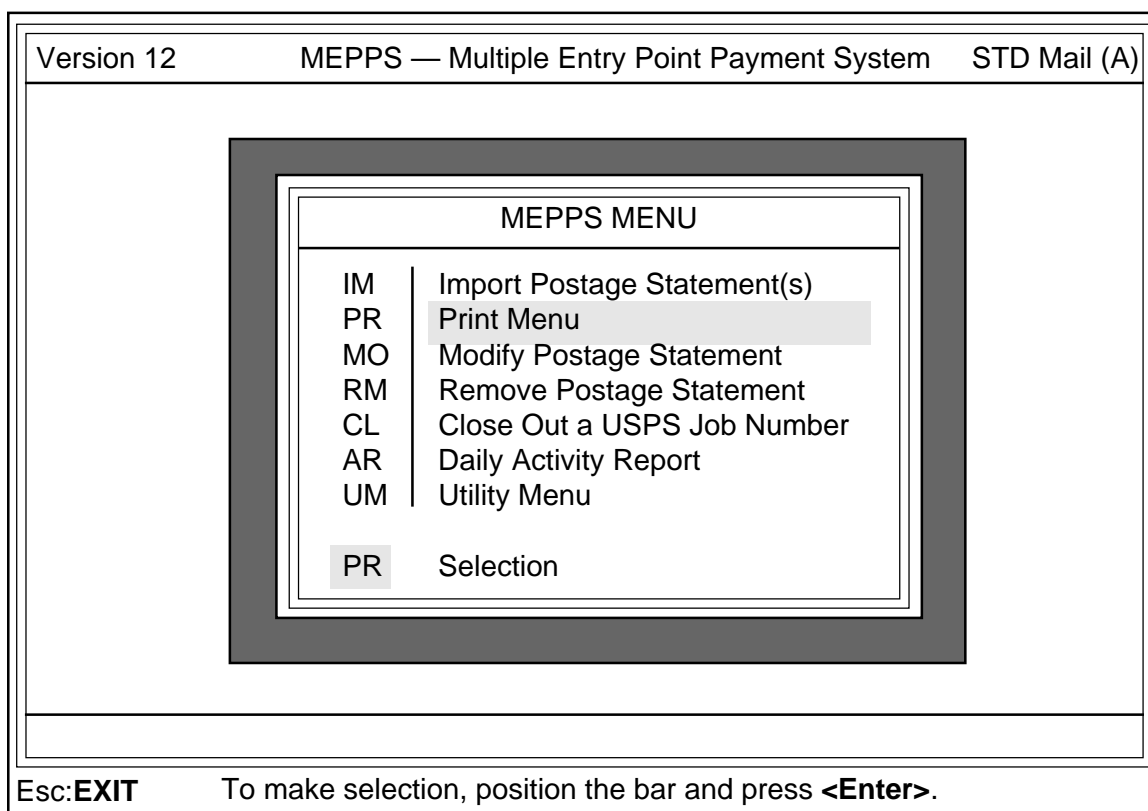 Version 12 MEPPS — Multiple Entry Point Payment System STD Mail (A)
MEPPS MENU
IM Import Postage Statement(s)
PR Print Menu
MO Modify Postage Statement
RM Remove Postage Statement
CL Close Out a USPS Job Number
AR Daily Activity Report
UM Utility Menu
PR Selection
Esc:EXIT To make selection, position the bar and press <Enter>.